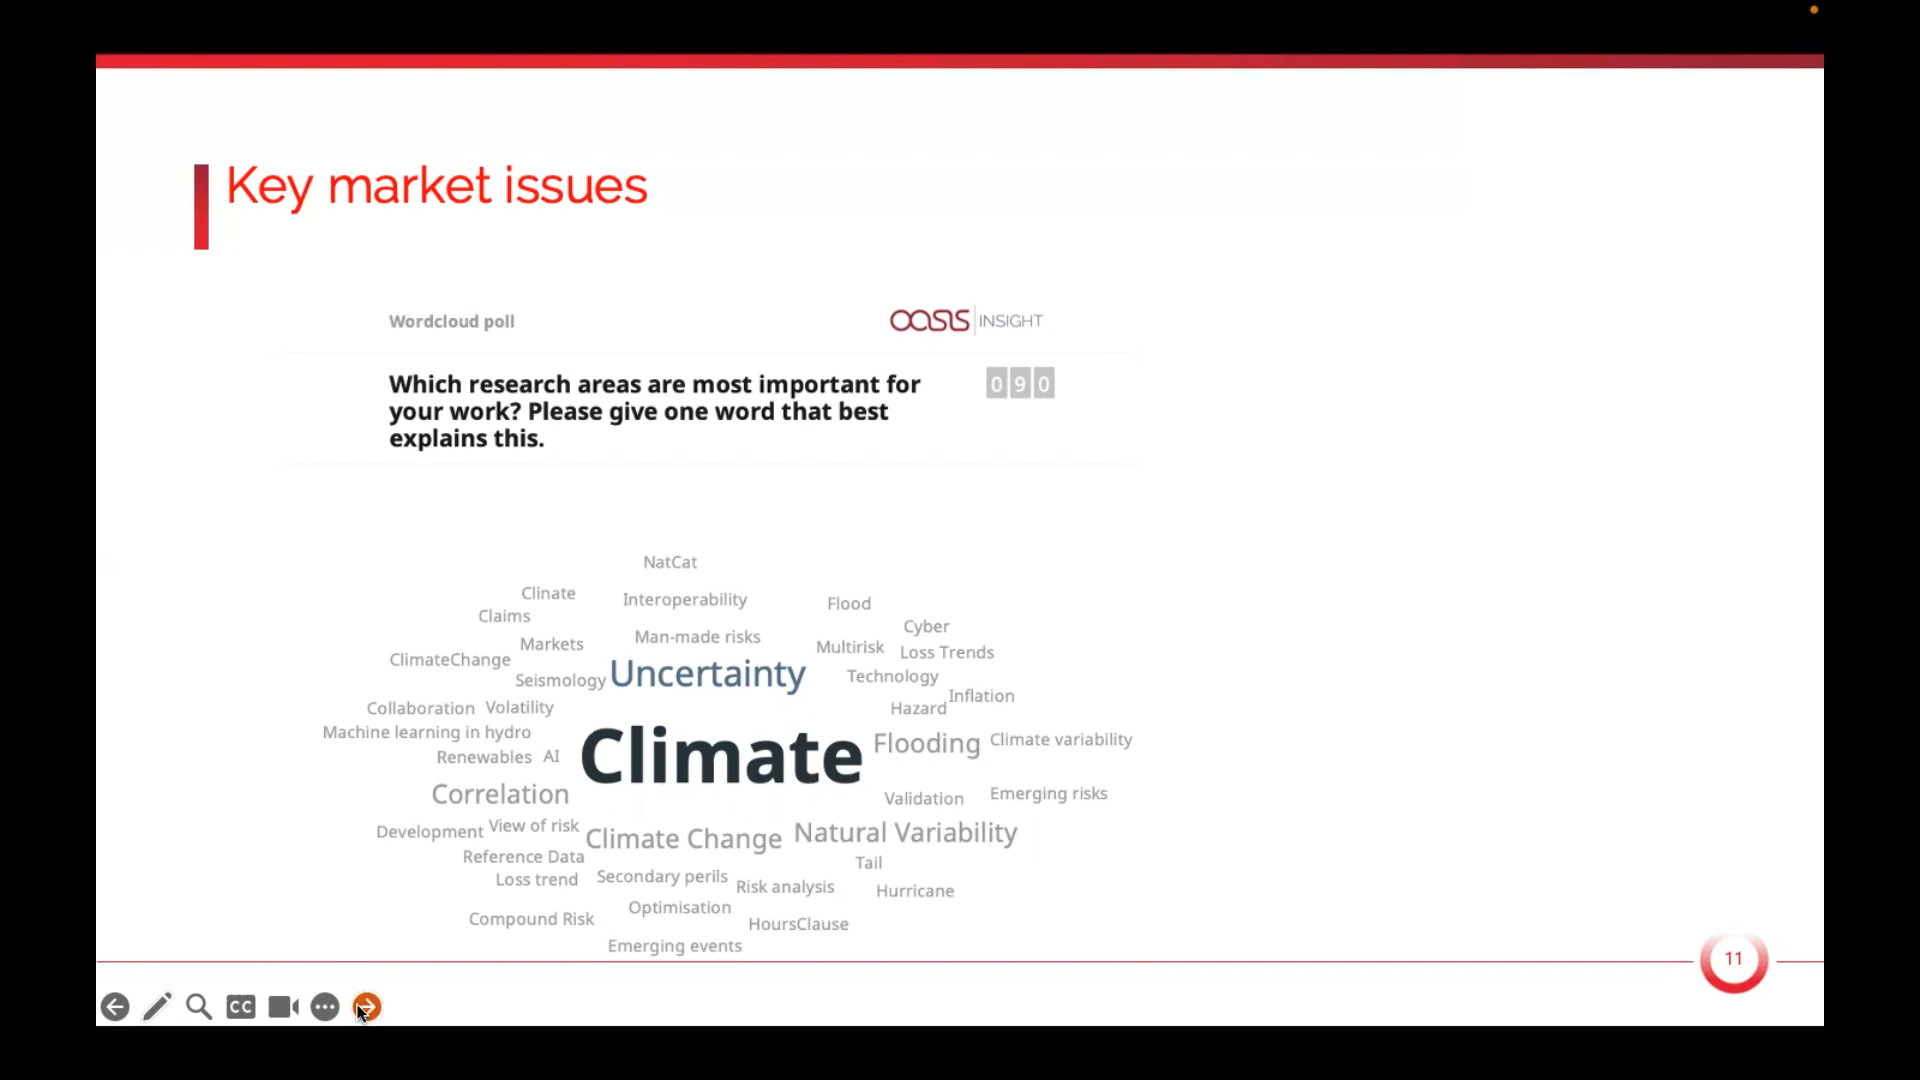 Key market issues
Wordcloud poll
OASIS | INSIGHT
Which research areas are most important for
your work? Please give one word that best
explains this.
090
NatCat
Clinate
Interoperability
Flood
Claims
Cyber
Man-made risks
Markets
Multirisk
Loss Trends
ClimateChange
Uncertainty
Technology
Seismology
Inflation
Collaboration
Volatility
Hazard
Machine learning in hydro
Climate
Flooding
Climate variability
Renewables
AI
Correlation
Validation
Emerging risks
Development
View of risk
Climate Change
Natural Variability
Reference Data
Tail
Loss trend
Secondary perils
Risk analysis
Hurricane
Optimisation
Compound Risk
HoursClause
Emerging events
11
CC